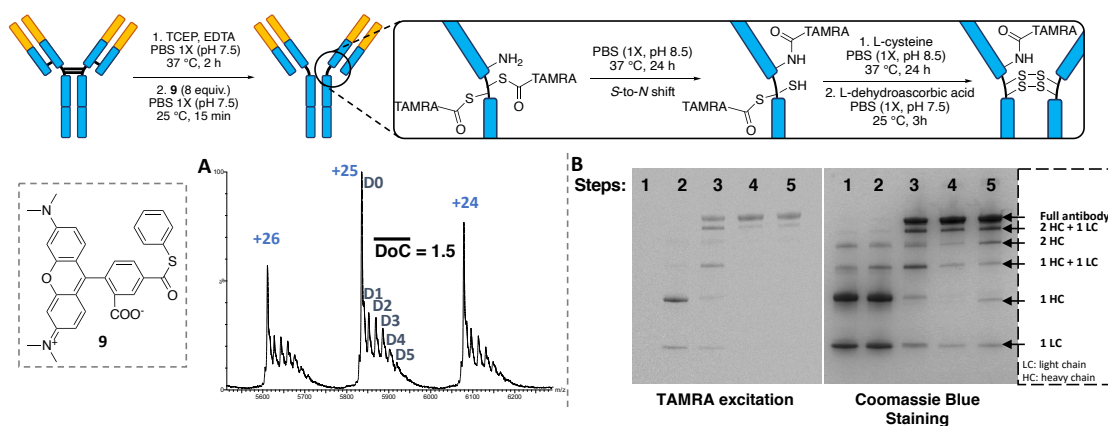 1. TCEP, EDTA
PBS 1X (pH 7.5)
37 °C, 2 h
2. 9 (8 equiv.)
PBS 1X (pH 7.5)
25 °C, 15 min
NH2
S
S
TAMRA
O
TAMRA
O
PBS (1X, pH 8.5)
37 °C, 24 h
S-to-N shift
O
TAMRA
NH
SH
S
TAMRA
O
1. L-cysteine
PBS (1X, pH 8.5)
37 °C, 24 h
2. L-dehydroascorbic acid
PBS (1X, pH 7.5)
25 °C, 3h
O
TAMRA
NH
S-S
S-S
N
O
S
O
COO-
N+
9
A
100
%
0
+26
+25
+24
D0
D1
D2
D3
D4
D5
DoC = 1.5
5600
5800
6000
6200
m/z
B
Steps: 1 2 3 4 5
1 2 3 4 5
Full antibody
2 HC + 1 LC
2 HC
1 HC + 1 LC
1 HC
1 LC
LC: light chain
HC: heavy chain
TAMRA excitation
Coomassie Blue
Staining